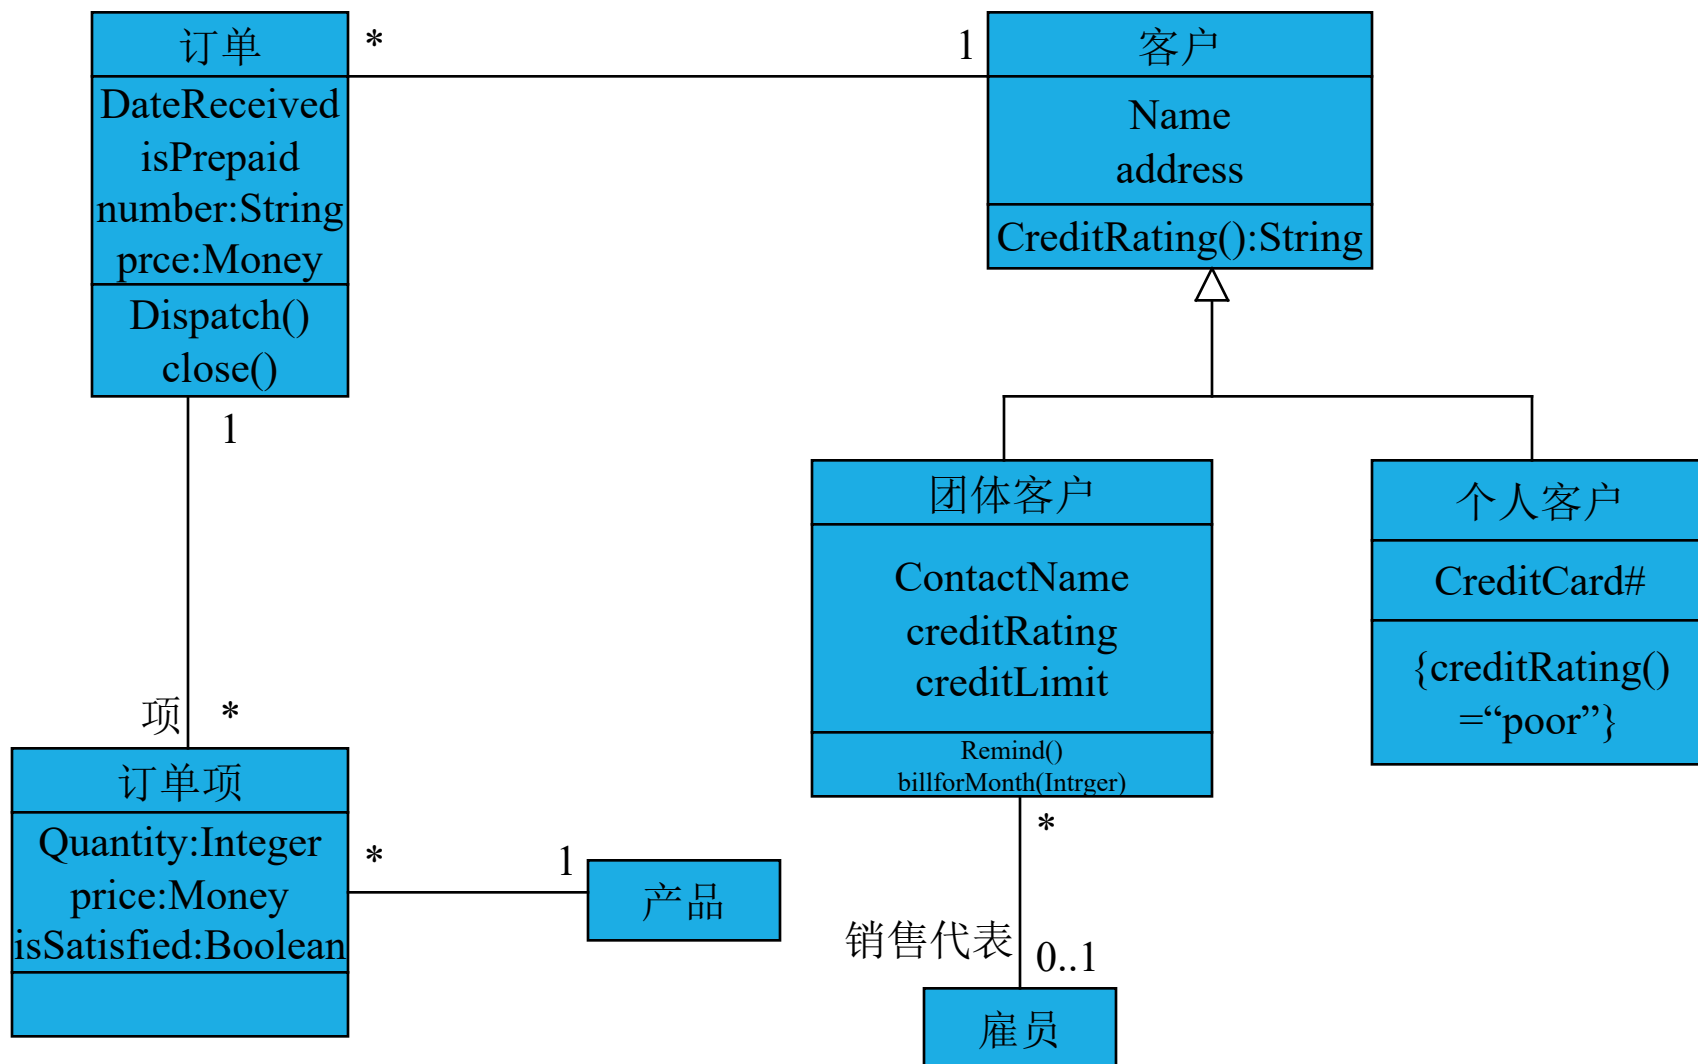 订单
*
1
客户
DateReceived
isPrepaid
number:String
prce:Money
Name
address
Dispatch()
close()
CreditRating():String
1
团体客户
个人客户
ContactName
creditRating
creditLimit
CreditCard#
{creditRating()
=“poor”}
项
*
Remind()
billforMonth(Intrger)
订单项
*
Quantity:Integer
price:Money
isSatisfied:Boolean
*
1
产品
销售代表
0..1
雇员